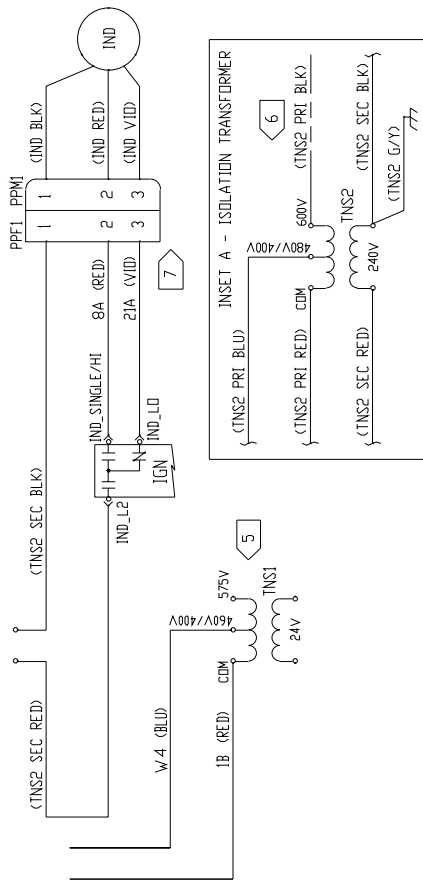 IND
(IND BLK)
(IND RED)
(IND VIO)
PPF1 PPM1
1 1
2 2
3 3
8A (RED)
21A (VIO)
7
IND_SINGLE/HI
IND_LO
IGN
IND_L2
(TNS2 SEC BLK)
(TNS2 SEC RED)
W4 (BLU)
1B (RED)
COM
460V/400V
575V
TNS1
24V
5
INSET A - ISOLATION TRANSFORMER
6
(TNS2 PRI BLU)
(TNS2 PRI RED)
(TNS2 SEC RED)
COM
480V/400V
600V
TNS2
240V
(TNS2 PRI BLK)
(TNS2 SEC BLK)
(TNS2 G/Y)